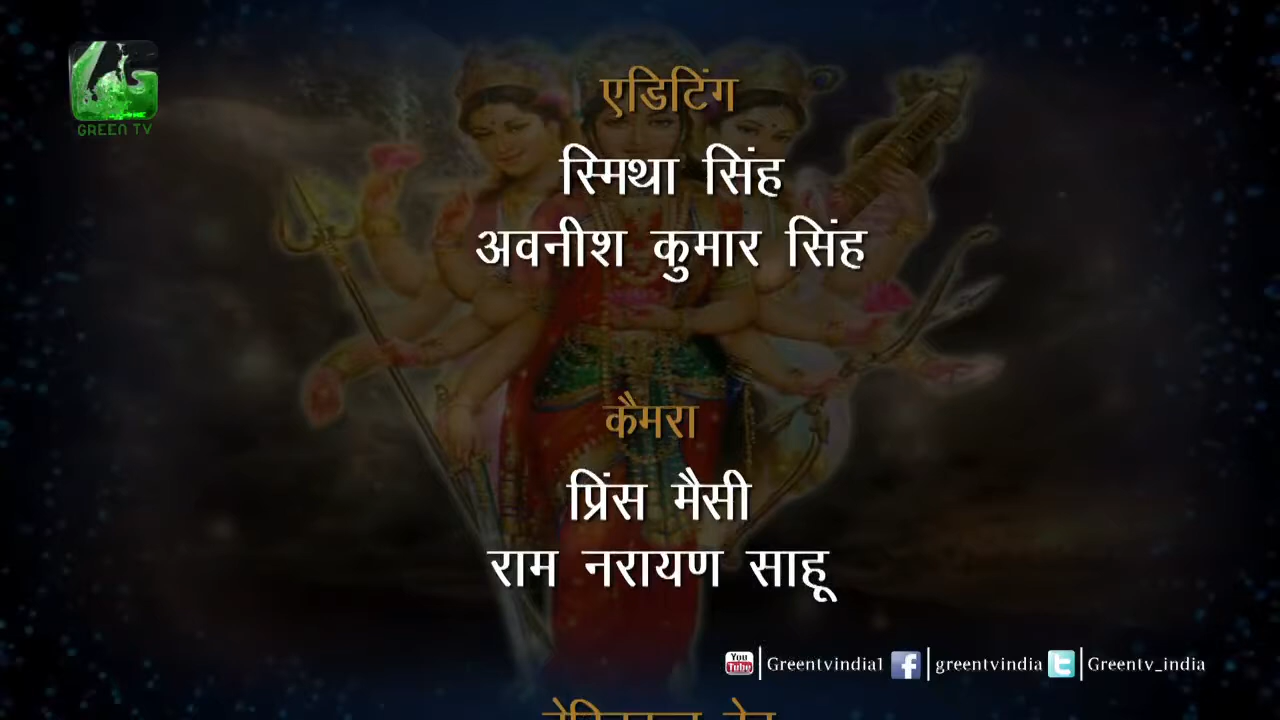 GREEN TV
एडिटिंग
स्मिथा सिंह
अवनीश कुमार सिंह
कैमरा
प्रिंस मैसी
राम नरायण साहू
You Tube Greentvindia1 f greentvindia t Greentv_india